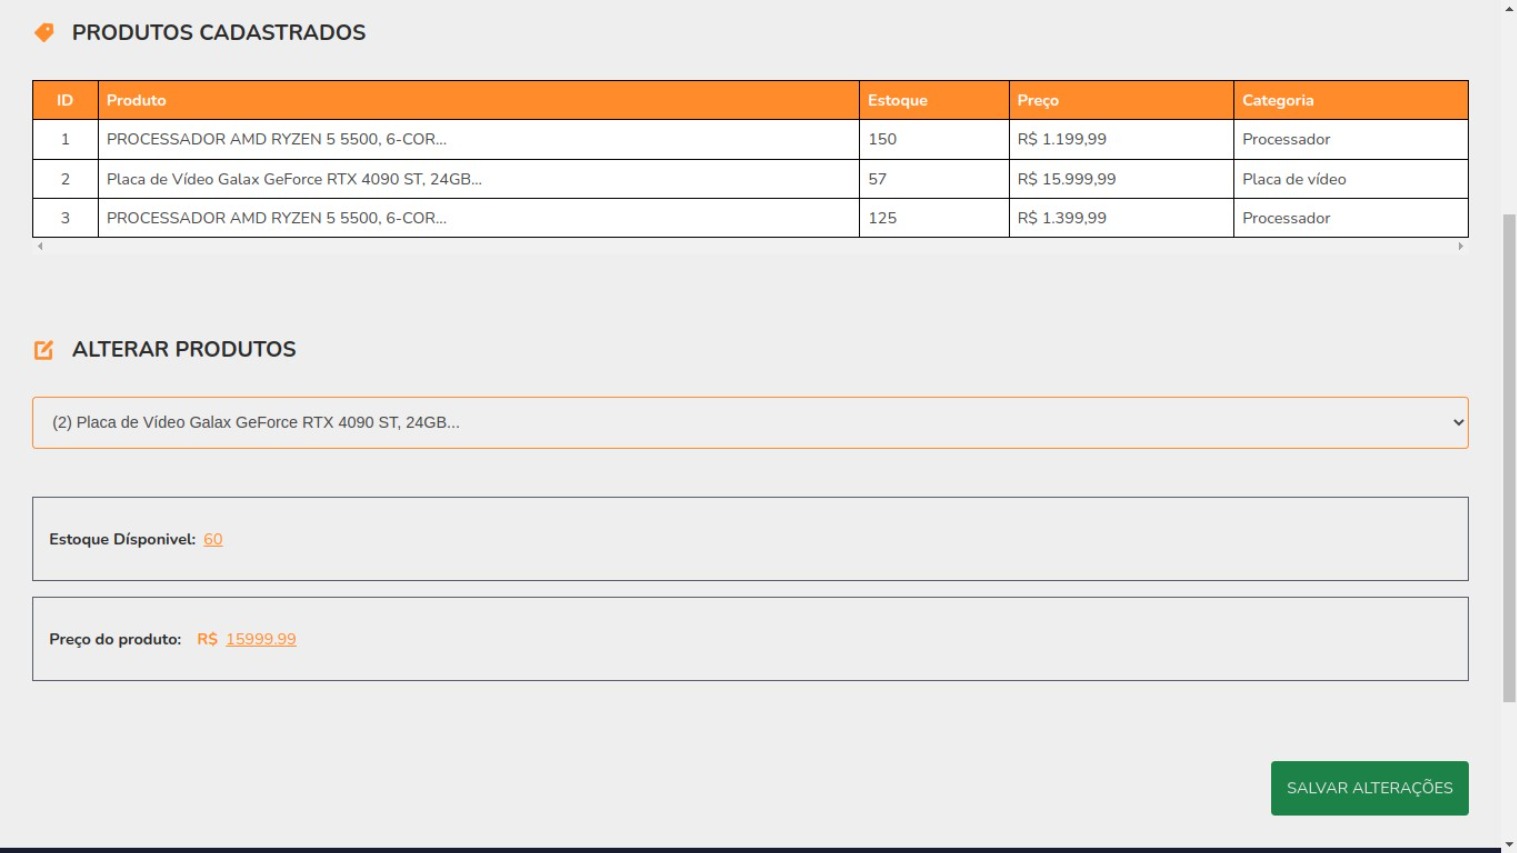 PRODUTOS CADASTRADOS
ID Produto Estoque Preço Categoria
1 PROCESSADOR AMD RYZEN 5 5500, 6-COR... 150 R$ 1.199,99 Processador
2 Placa de Vídeo Galax GeForce RTX 4090 ST, 24GB... 57 R$ 15.999,99 Placa de vídeo
3 PROCESSADOR AMD RYZEN 5 5500, 6-COR... 125 R$ 1.399,99 Processador
ALTERAR PRODUTOS
(2) Placa de Vídeo Galax GeForce RTX 4090 ST, 24GB...
Estoque Dísponivel: 60
Preço do produto: R$ 15999.99
SALVAR ALTERAÇÕES